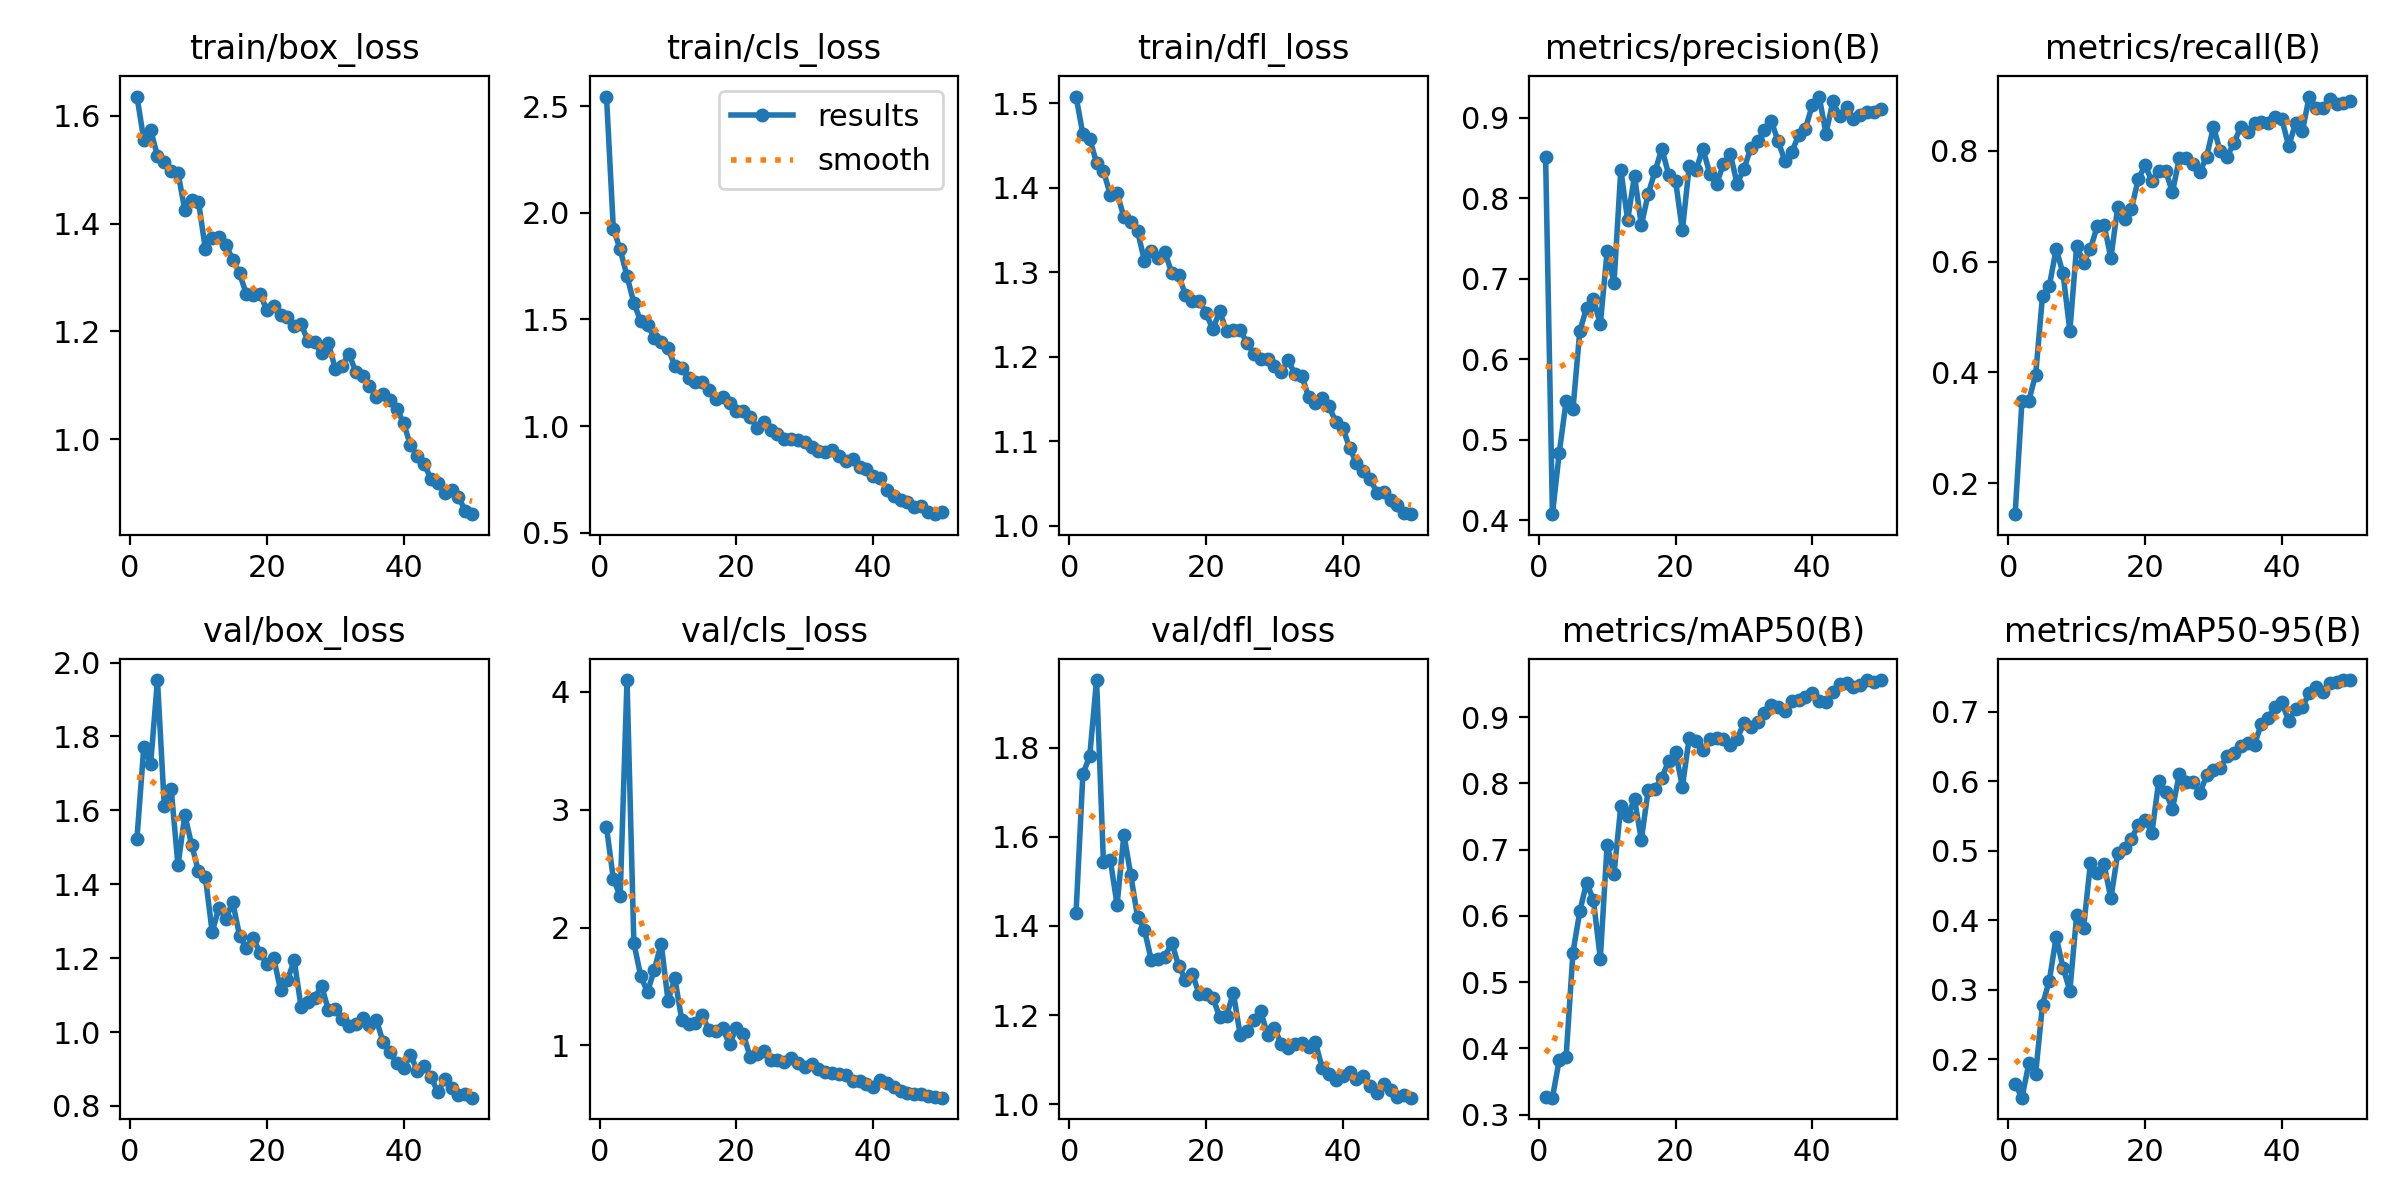 train/box_loss
1.6
1.4
1.2
1.0
0 20 40
train/cls_loss
results
smooth
2.5
2.0
1.5
1.0
0.5
0 20 40
train/dfl_loss
1.5
1.4
1.3
1.2
1.1
1.0
0 20 40
metrics/precision(B)
0.9
0.8
0.7
0.6
0.5
0.4
0 20 40
metrics/recall(B)
0.8
0.6
0.4
0.2
0 20 40
val/box_loss
2.0
1.8
1.6
1.4
1.2
1.0
0.8
0 20 40
val/cls_loss
4
3
2
1
0 20 40
val/dfl_loss
1.8
1.6
1.4
1.2
1.0
0 20 40
metrics/mAP50(B)
0.9
0.8
0.7
0.6
0.5
0.4
0.3
0 20 40
metrics/mAP50-95(B)
0.7
0.6
0.5
0.4
0.3
0.2
0 20 40